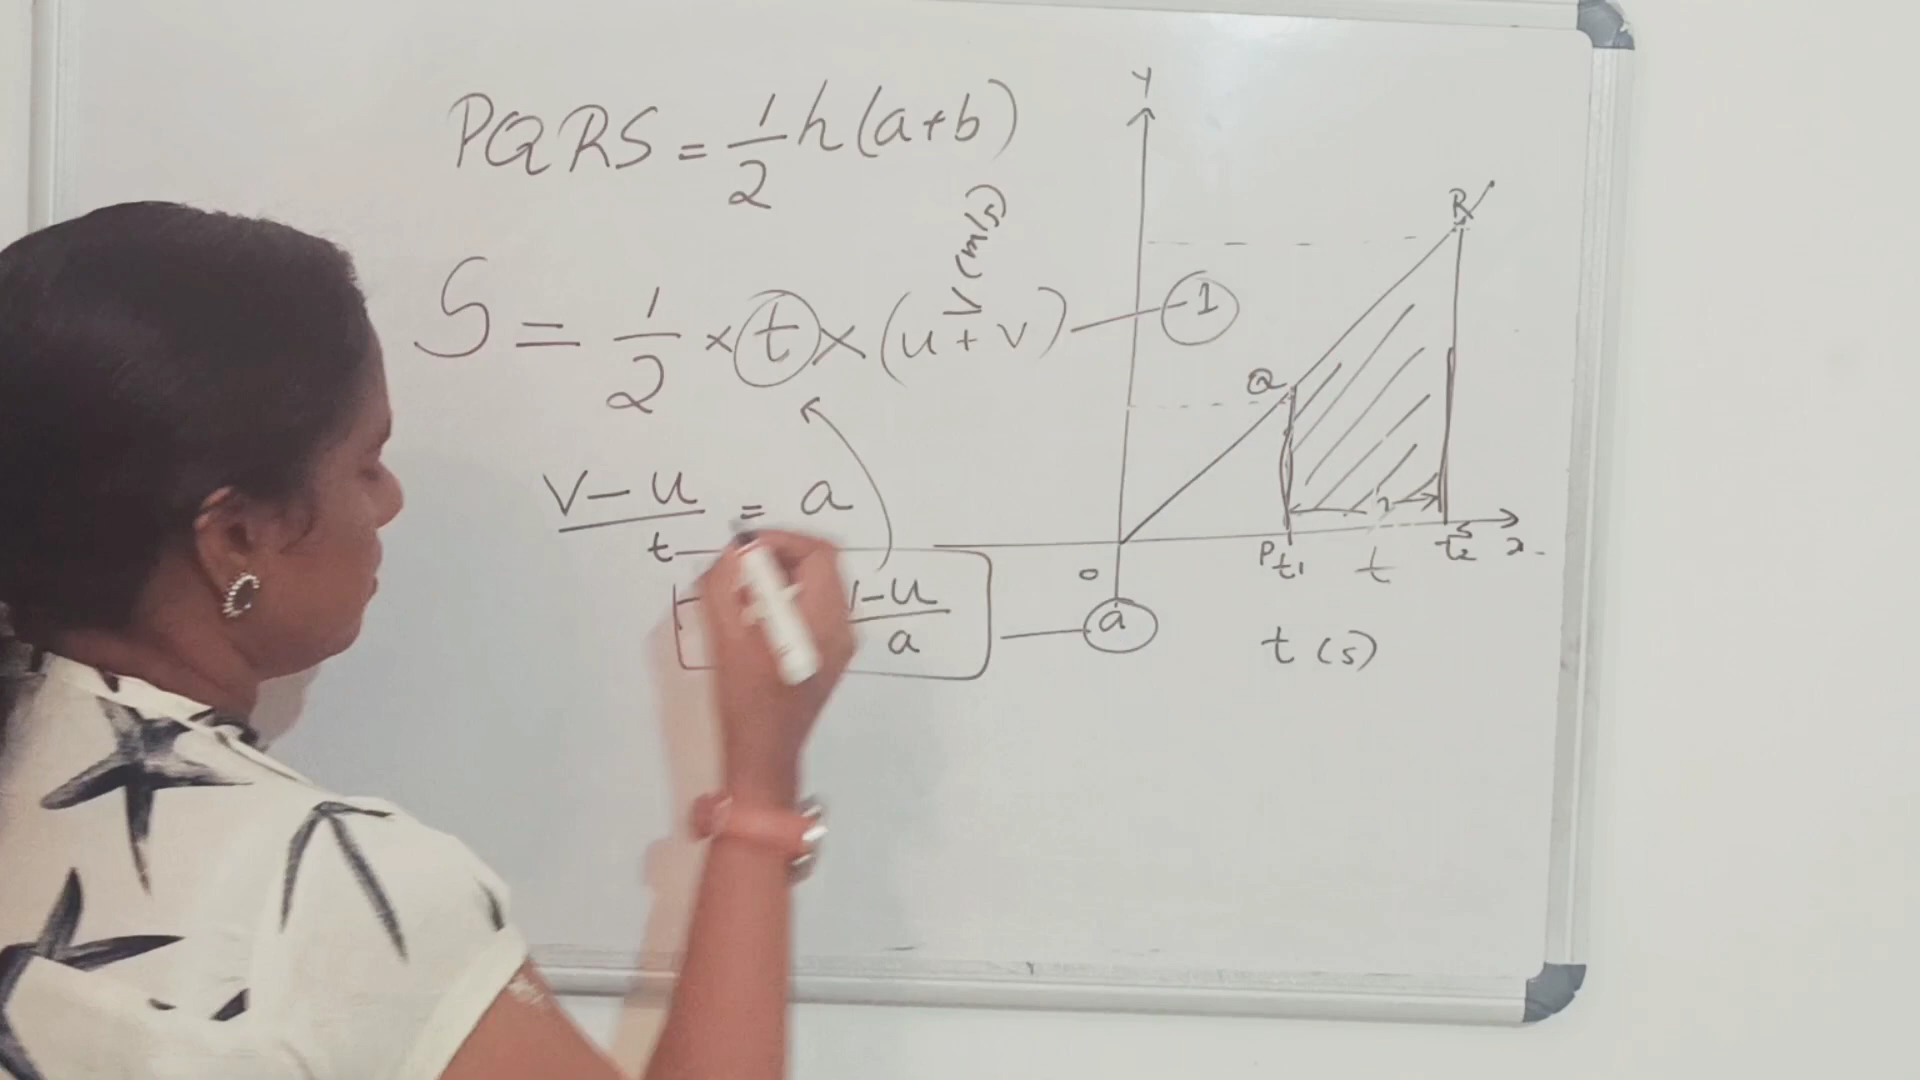 PQRS = 1/2 h(a+b)
S = 1/2 × t × (u + v) — 1
v-u/t = a
-u/a — a
Y
V (m/s)
R
Q
O
P
t1
t
t2
t (s)